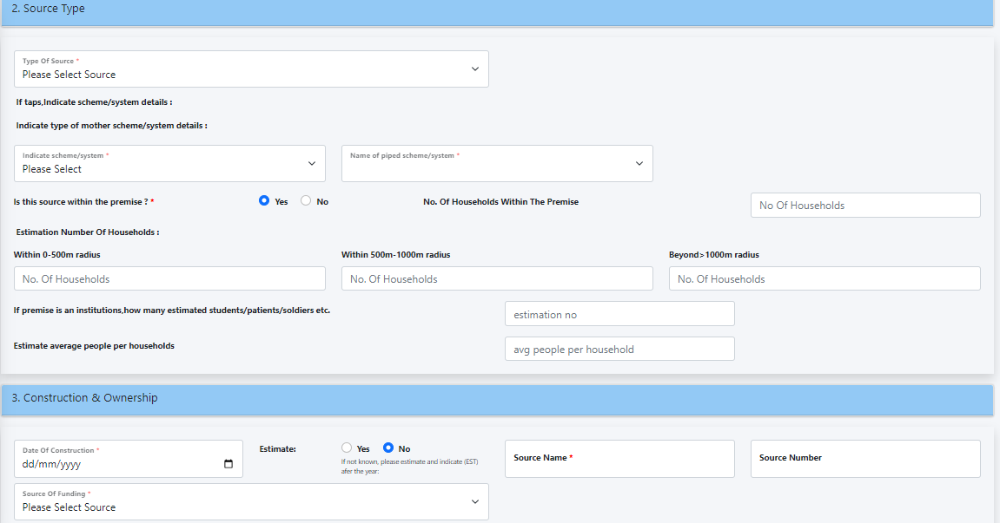 2. Source Type
Type Of Source *
Please Select Source
If taps,Indicate scheme/system details :
Indicate type of mother scheme/system details :
Indicate scheme/system *
Please Select
Name of piped scheme/system *
Is this source within the premise ? *
Yes
No
No. Of Households Within The Premise
No Of Households
Estimation Number Of Households :
Within 0-500m radius
Within 500m-1000m radius
Beyond>1000m radius
No. Of Households
No. Of Households
No. Of Households
If premise is an institutions,how many estimated students/patients/soldiers etc.
estimation no
Estimate average people per households
avg people per household
3. Construction & Ownership
Date Of Construction *
dd/mm/yyyy
Estimate:
Yes
No
If not known, please estimate and indicate (EST)
afer the year:
Source Name *
Source Number
Source Of Funding *
Please Select Source